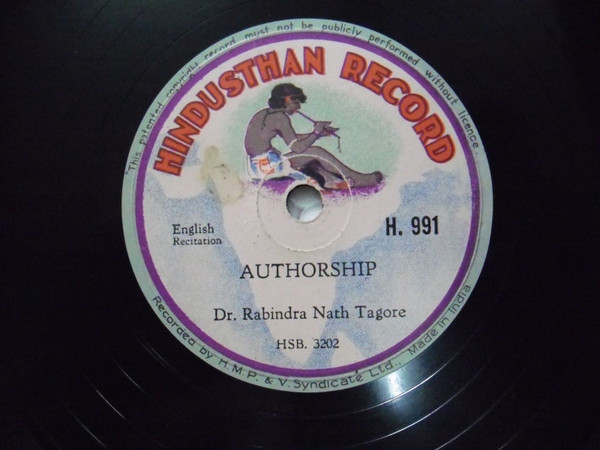 "This patented copyright record must not be publicly performed without licence."
HINDUSTHAN RECORD
English
Recitation
H. 991
AUTHORSHIP
Dr. Rabindra Nath Tagore
HSB. 3202
Recorded by H.M.P. & V. Syndicate Ltd., Made in India